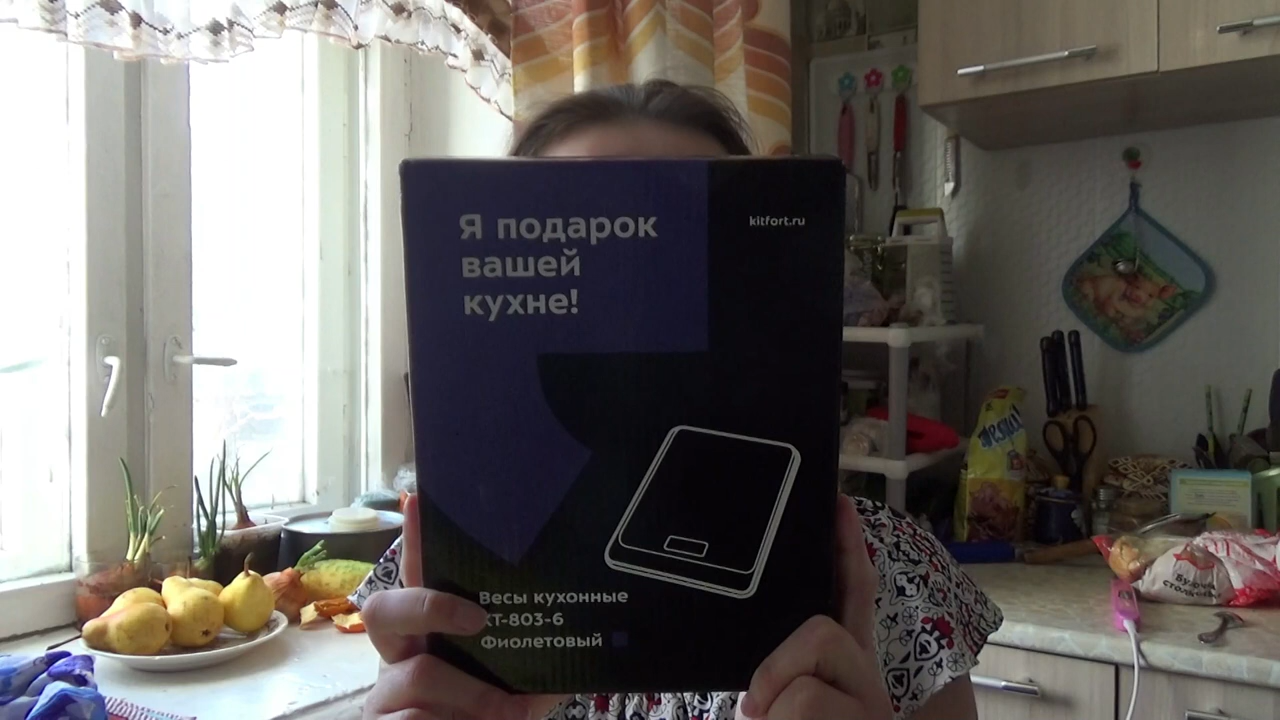 Я подарок
вашей
кухне!
kitfort.ru
Весы кухонные
КТ-803-6
Фиолетовый